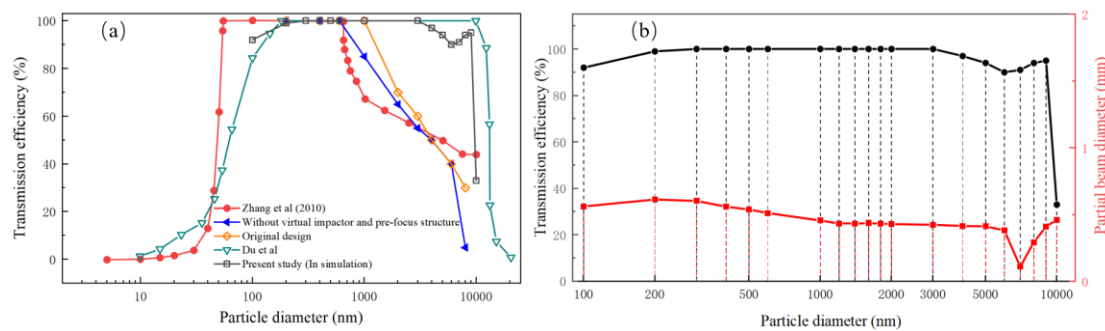 (a)
Transmission efficiency (%)
100
80
60
40
20
0
Zhang et al (2010)
Without virtual impactor and pre-focus structure
Original design
Du et al
Present study (In simulation)
10
100
1000
10000
Particle diameter (nm)
(b)
Transmission efficiency (%)
100
80
60
40
20
0
100
200
500
1000
2000
3000
5000
10000
Particle diameter (nm)
2
1
0
Partial beam diameter (mm)